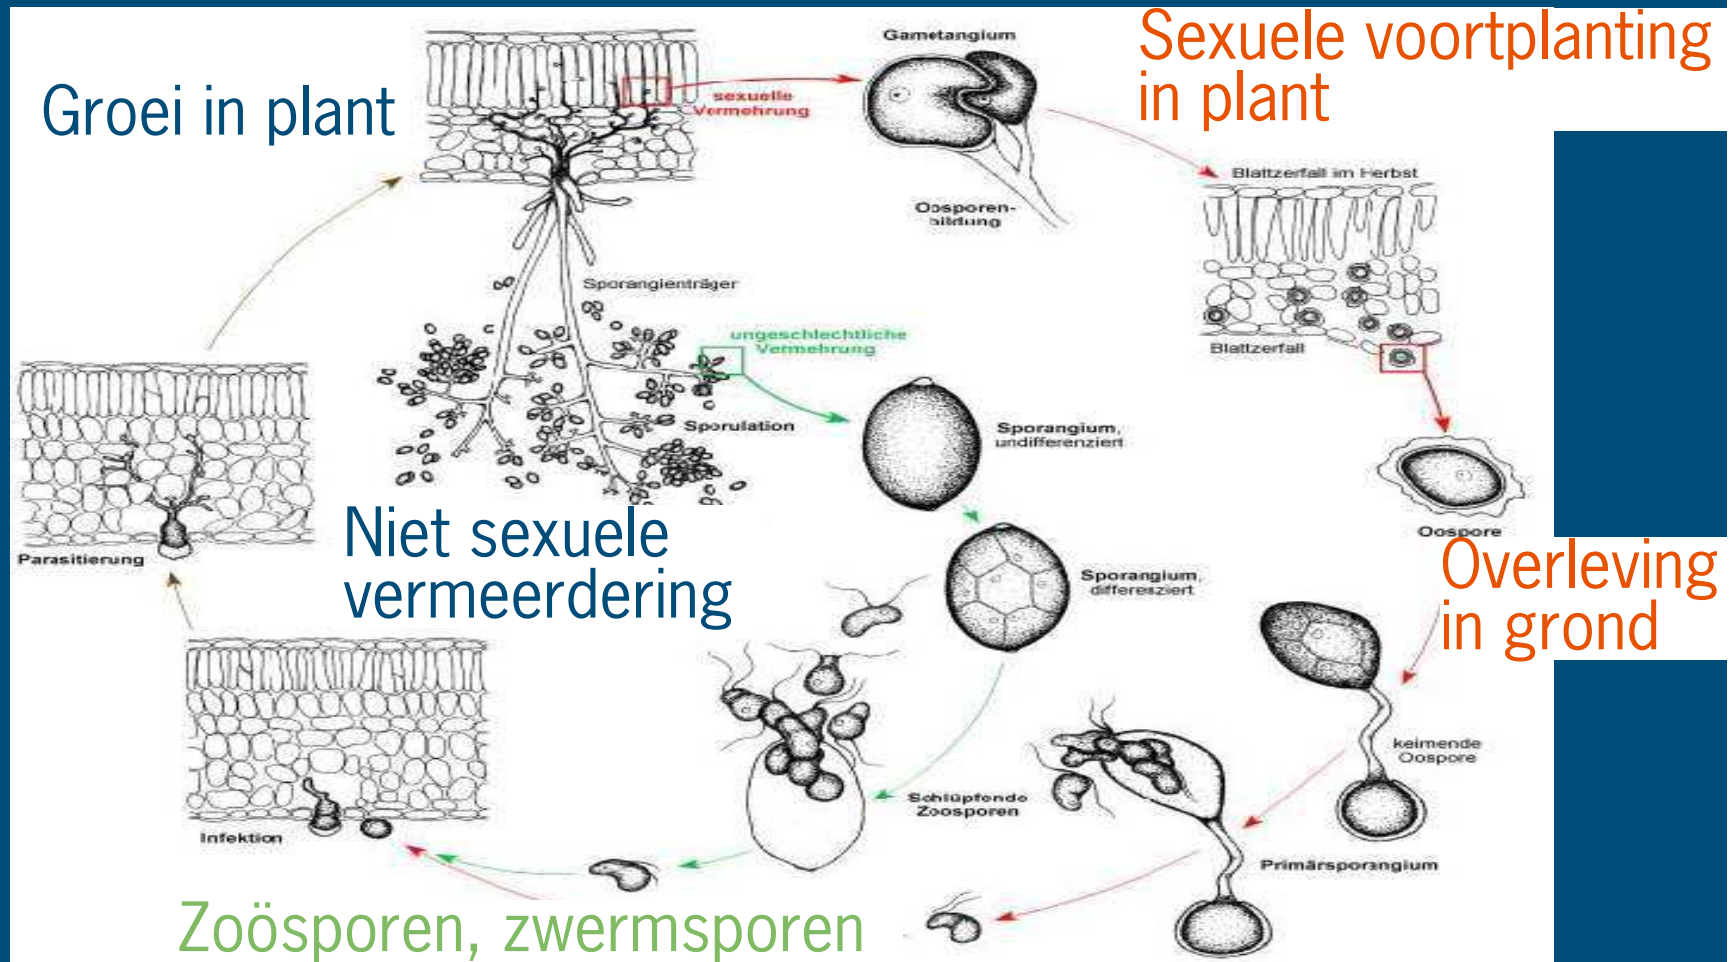 Sexuele voortplanting
in plant
Groei in plant
Gametangium
sexuelle
Vermehrung
Oosporen-
bildung
Blattzerfall im Herbst
Sporangienträger
ungeschlechtliche
Vermehrung
Blattzerfall
Sporulation
Sporangium,
undifferenziert
Oospore
Parasitierung
Niet sexuele
vermeerdering
Sporangium,
differenziert
Overleving
in grond
keimende
Oospore
Schlüpfende
Zoosporen
Infektion
Primärsporangium
Zoösporen, zwermsporen